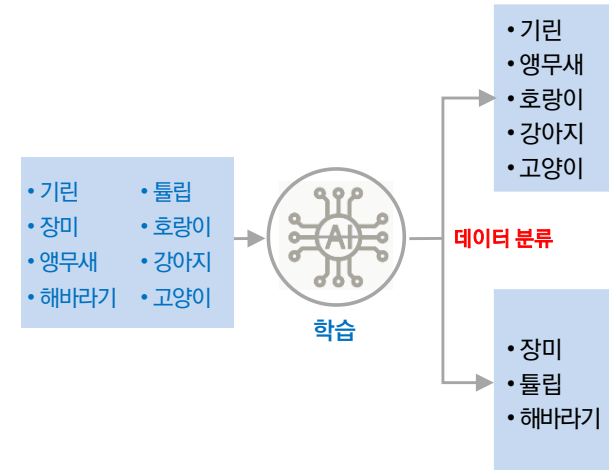 • 기린
• 앵무새
• 호랑이
• 강아지
• 고양이
• 기린 • 튤립
• 장미 • 호랑이
• 앵무새 • 강아지
• 해바라기 • 고양이
AI
학습
데이터 분류
• 장미
• 튤립
• 해바라기